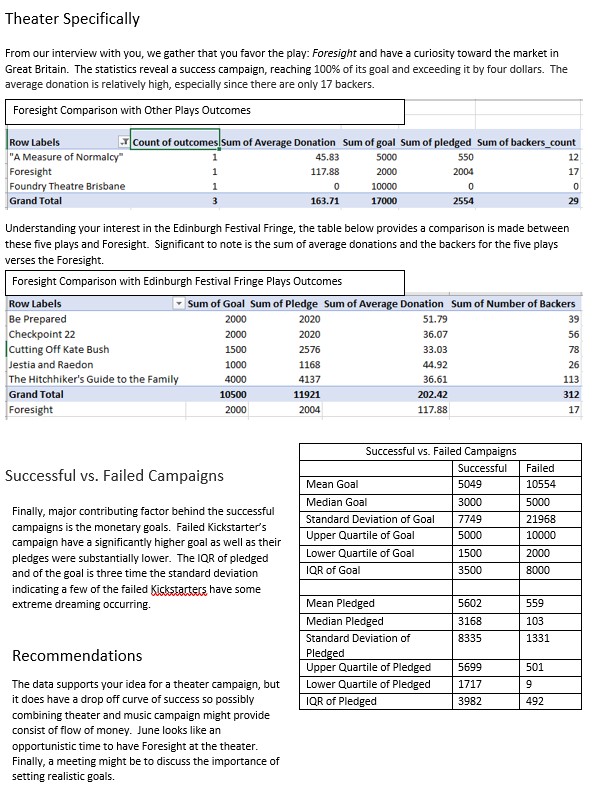 Theater Specifically
From our interview with you, we gather that you favor the play: Foresight and have a curiosity toward the market in
Great Britain. The statistics reveal a success campaign, reaching 100% of its goal and exceeding it by four dollars. The
average donation is relatively high, especially since there are only 17 backers.
Foresight Comparison with Other Plays Outcomes
Row Labels Count of outcomes Sum of Average Donation Sum of goal Sum of pledged Sum of backers_count
"A Measure of Normalcy" 1 45.83 5000 550 12
Foresight 1 117.88 2000 2004 17
Foundry Theatre Brisbane 1 0 10000 0 0
Grand Total 3 163.71 17000 2554 29
Understanding your interest in the Edinburgh Festival Fringe, the table below provides a comparison is made between
these five plays and Foresight. Significant to note is the sum of average donations and the backers for the five plays
verses the Foresight.
Foresight Comparison with Edinburgh Festival Fringe Plays Outcomes
Row Labels Sum of Goal Sum of Pledge Sum of Average Donation Sum of Number of Backers
Be Prepared 2000 2020 51.79 39
Checkpoint 22 2000 2020 36.07 56
Cutting Off Kate Bush 1500 2576 33.03 78
Jestia and Raedon 1000 1168 44.92 26
The Hitchhiker's Guide to the Family 4000 4137 36.61 113
Grand Total 10500 11921 202.42 312
Foresight 2000 2004 117.88 17
Successful vs. Failed Campaigns
Finally, major contributing factor behind the successful
campaigns is the monetary goals. Failed Kickstarter's
campaign have a significantly higher goal as well as their
pledges were substantially lower. The IQR of pledged
and of the goal is three time the standard deviation
indicating a few of the failed Kickstarters have some
extreme dreaming occurring.
Recommendations
The data supports your idea for a theater campaign, but
it does have a drop off curve of success so possibly
combining theater and music campaign might provide
consist of flow of money. June looks like an
opportunistic time to have Foresight at the theater.
Finally, a meeting might be to discuss the importance of
setting realistic goals.
Successful vs. Failed Campaigns
Successful Failed
Mean Goal 5049 10554
Median Goal 3000 5000
Standard Deviation of Goal 7749 21968
Upper Quartile of Goal 5000 10000
Lower Quartile of Goal 1500 2000
IQR of Goal 3500 8000
Mean Pledged 5602 559
Median Pledged 3168 103
Standard Deviation of 8335 1331
Pledged
Upper Quartile of Pledged 5699 501
Lower Quartile of Pledged 1717 9
IQR of Pledged 3982 492